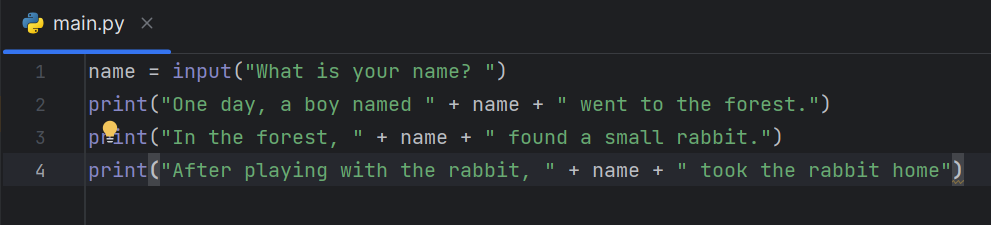 main.py
1 name = input("What is your name? ")
2 print("One day, a boy named " + name + " went to the forest.")
3 print("In the forest, " + name + " found a small rabbit.")
4 print("After playing with the rabbit, " + name + " took the rabbit home")